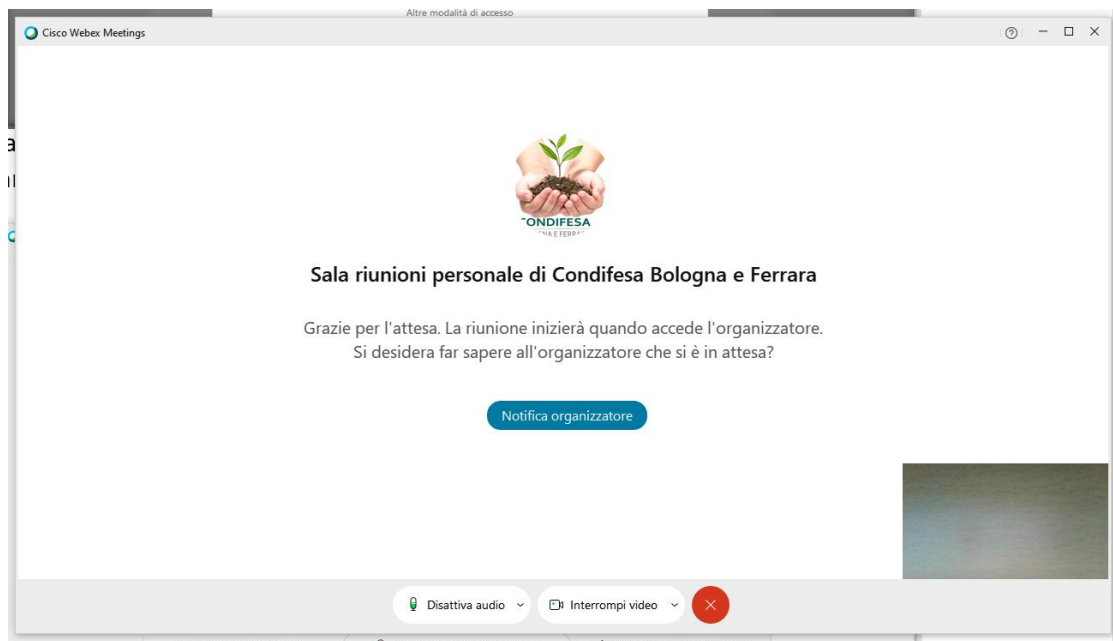 Altre modalità di accesso
Cisco Webex Meetings
CONDIFESA
Sala riunioni personale di Condifesa Bologna e Ferrara
Grazie per l'attesa. La riunione inizierà quando accede l'organizzatore.
Si desidera far sapere all'organizzatore che si è in attesa?
Notifica organizzatore
Disattiva audio
Interrompi video